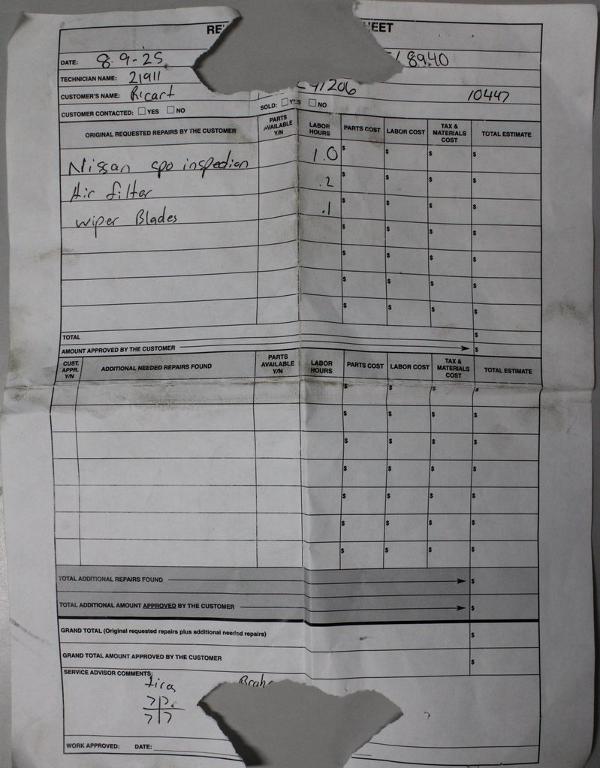 EET
DATE: 8-9-25
TECHNICIAN NAME: 21911
CUSTOMER'S NAME: Ricart 10447
CUSTOMER CONTACTED: YES NO SOLD: YES NO
ORIGINAL REQUESTED REPAIRS BY THE CUSTOMER PARTS AVAILABLE Y/N LABOR HOURS PARTS COST LABOR COST TAX & MATERIALS COST TOTAL ESTIMATE
Nissan cpo inspection 1.0 $ $ $ $
Air filter .2 $ $ $ $
wiper Blades .1 $ $ $ $
$ $ $ $
$ $ $ $
$ $ $ $
$ $ $ $
TOTAL $
AMOUNT APPROVED BY THE CUSTOMER $
CUST. APPR. Y/N ADDITIONAL NEEDED REPAIRS FOUND PARTS AVAILABLE Y/N LABOR HOURS PARTS COST LABOR COST TAX & MATERIALS COST TOTAL ESTIMATE
$ $ $ $
$ $ $ $
$ $ $ $
$ $ $ $
$ $ $ $
$ $ $ $
$ $ $ $
TOTAL ADDITIONAL REPAIRS FOUND $
TOTAL ADDITIONAL AMOUNT APPROVED BY THE CUSTOMER $
GRAND TOTAL (Original requested repairs plus additional needed repairs) $
GRAND TOTAL AMOUNT APPROVED BY THE CUSTOMER $
SERVICE ADVISOR COMMENTS:
tires
7 7
WORK APPROVED: DATE: